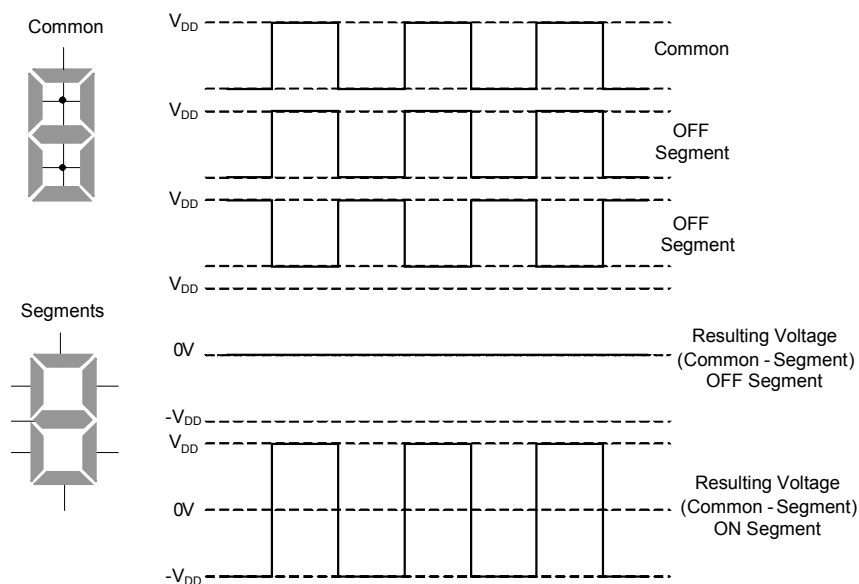 Common
V_DD
Common
V_DD
OFF
Segment
V_DD
OFF
Segment
V_DD
Segments
0V
Resulting Voltage
(Common - Segment)
OFF Segment
-V_DD
V_DD
0V
Resulting Voltage
(Common - Segment)
ON Segment
-V_DD